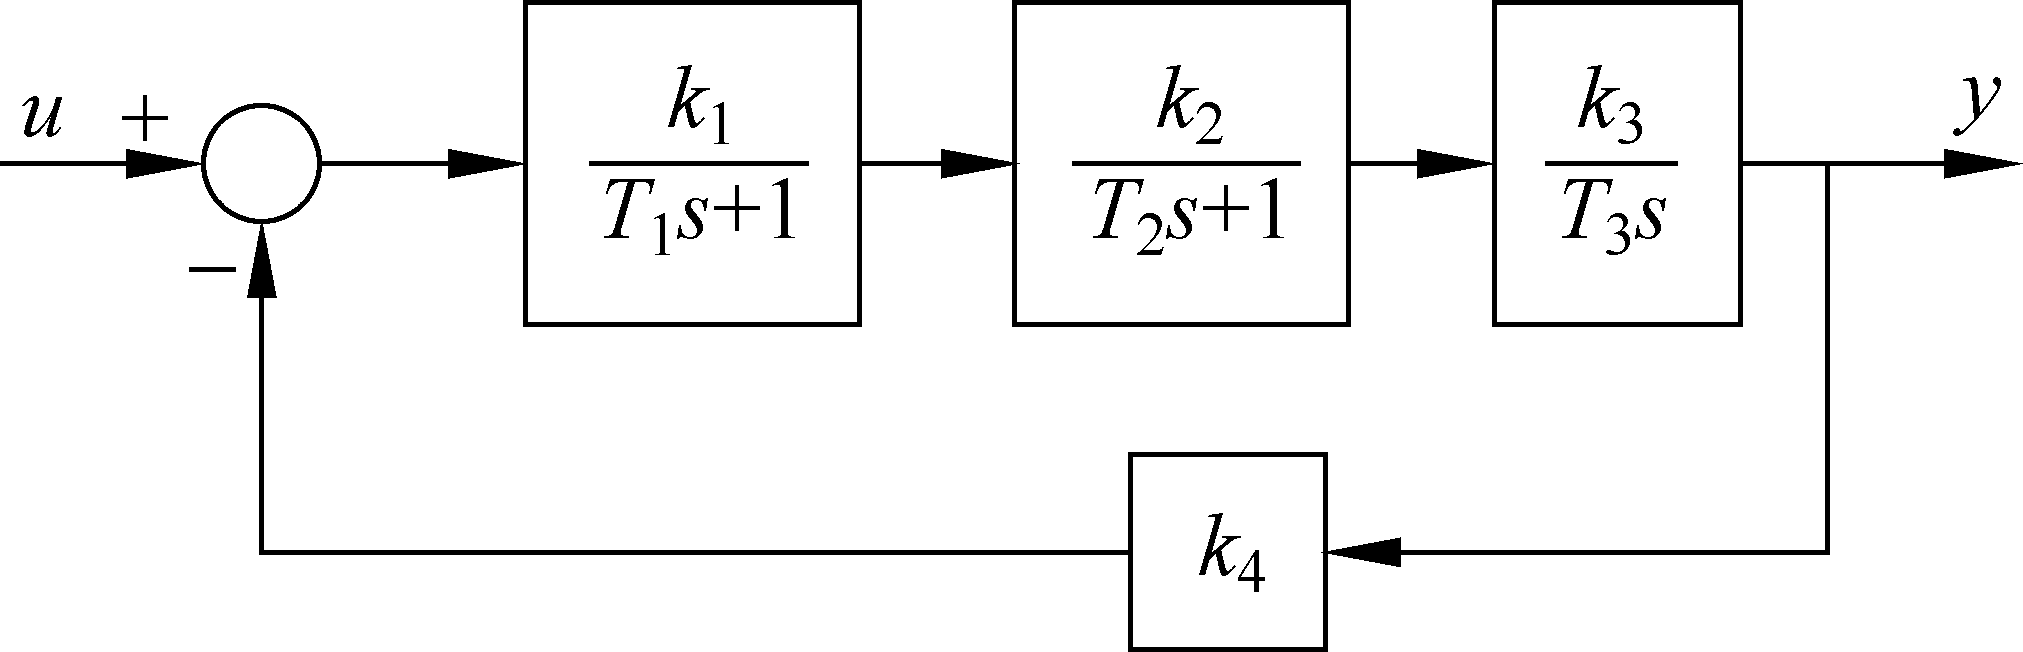 u + k₁ k₂ k₃ y
T₁s+1 T₂s+1 T₃s
−
k₄